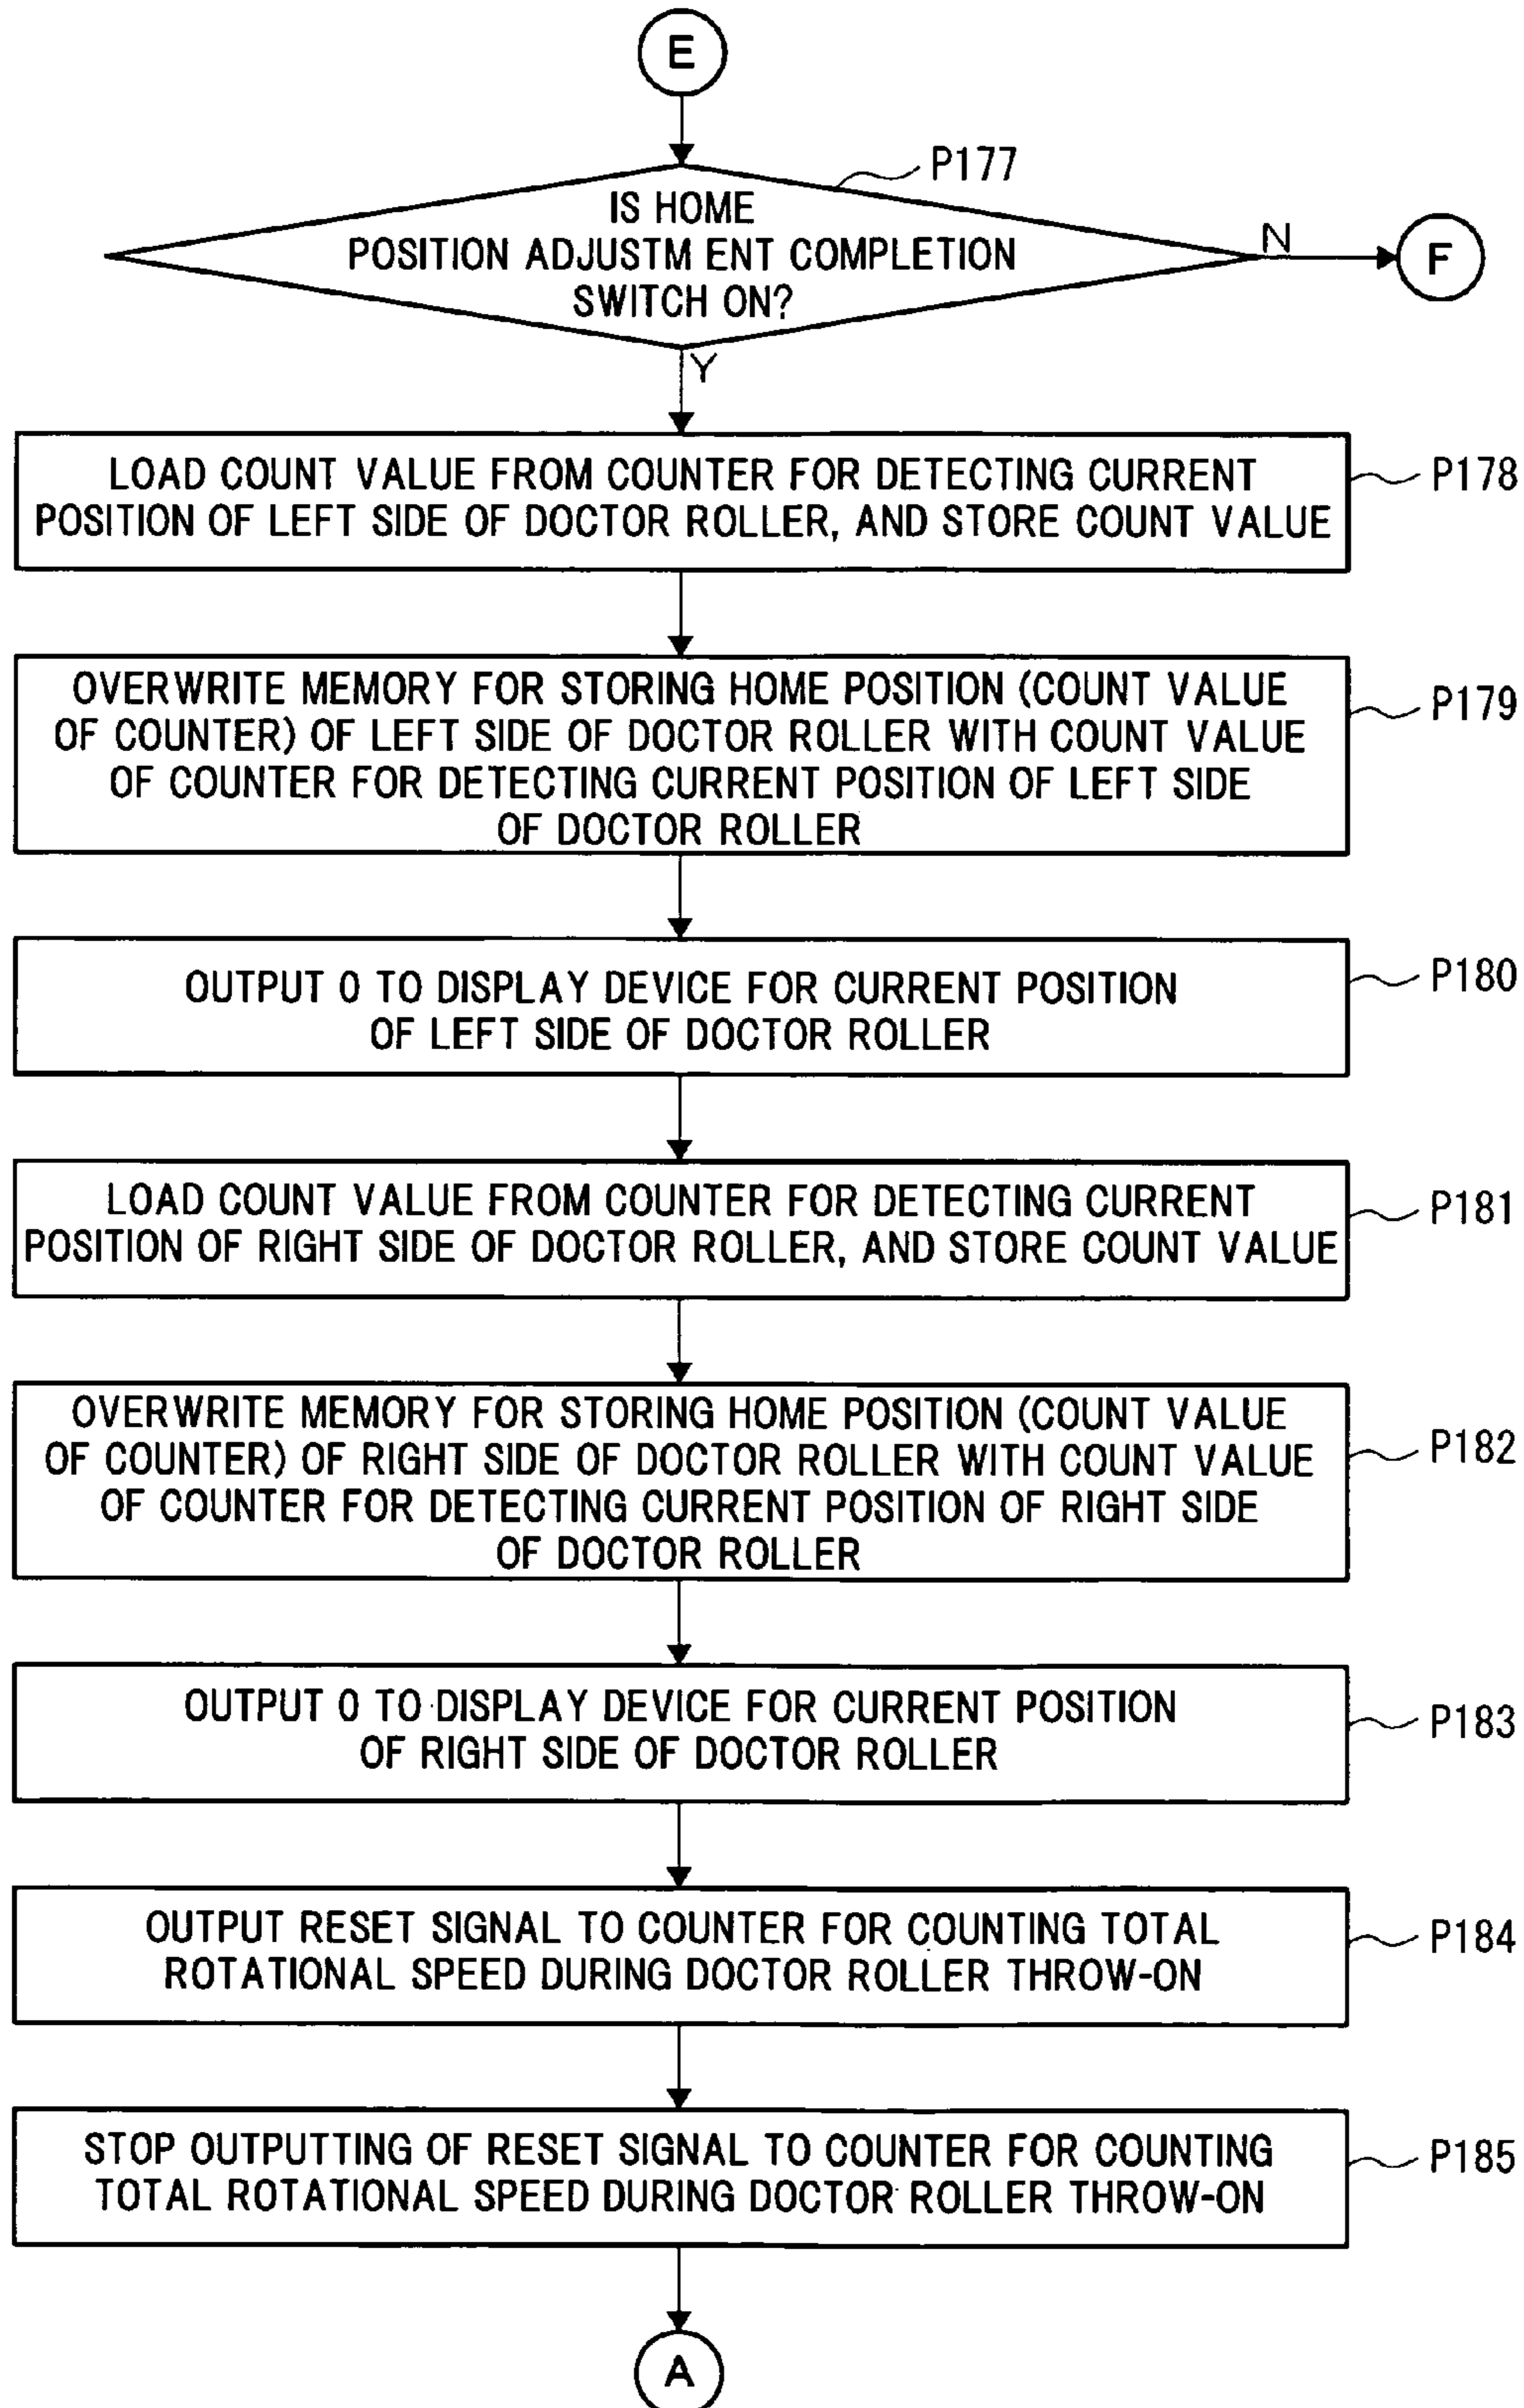 E
P177
IS HOME
POSITION ADJUSTM ENT COMPLETION
SWITCH ON?
N
F
Y
LOAD COUNT VALUE FROM COUNTER FOR DETECTING CURRENT
POSITION OF LEFT SIDE OF DOCTOR ROLLER, AND STORE COUNT VALUE
P178
OVERWRITE MEMORY FOR STORING HOME POSITION (COUNT VALUE
OF COUNTER) OF LEFT SIDE OF DOCTOR ROLLER WITH COUNT VALUE
OF COUNTER FOR DETECTING CURRENT POSITION OF LEFT SIDE
OF DOCTOR ROLLER
P179
OUTPUT 0 TO DISPLAY DEVICE FOR CURRENT POSITION
OF LEFT SIDE OF DOCTOR ROLLER
P180
LOAD COUNT VALUE FROM COUNTER FOR DETECTING CURRENT
POSITION OF RIGHT SIDE OF DOCTOR ROLLER, AND STORE COUNT VALUE
P181
OVERWRITE MEMORY FOR STORING HOME POSITION (COUNT VALUE
OF COUNTER) OF RIGHT SIDE OF DOCTOR ROLLER WITH COUNT VALUE
OF COUNTER FOR DETECTING CURRENT POSITION OF RIGHT SIDE
OF DOCTOR ROLLER
P182
OUTPUT 0 TO DISPLAY DEVICE FOR CURRENT POSITION
OF RIGHT SIDE OF DOCTOR ROLLER
P183
OUTPUT RESET SIGNAL TO COUNTER FOR COUNTING TOTAL
ROTATIONAL SPEED DURING DOCTOR ROLLER THROW-ON
P184
STOP OUTPUTTING OF RESET SIGNAL TO COUNTER FOR COUNTING
TOTAL ROTATIONAL SPEED DURING DOCTOR ROLLER THROW-ON
P185
A